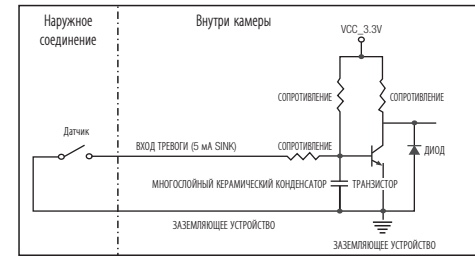 Наружное
соединение
Внутри камеры
VCC_3.3V
СОПРОТИВЛЕНИЕ
СОПРОТИВЛЕНИЕ
Датчик
ВХОД ТРЕВОГИ (5 мА SINK)
СОПРОТИВЛЕНИЕ
ДИОД
МНОГОСЛОЙНЫЙ КЕРАМИЧЕСКИЙ КОНДЕНСАТОР
ТРАНЗИСТОР
ЗАЗЕМЛЯЮЩЕЕ УСТРОЙСТВО
ЗАЗЕМЛЯЮЩЕЕ УСТРОЙСТВО